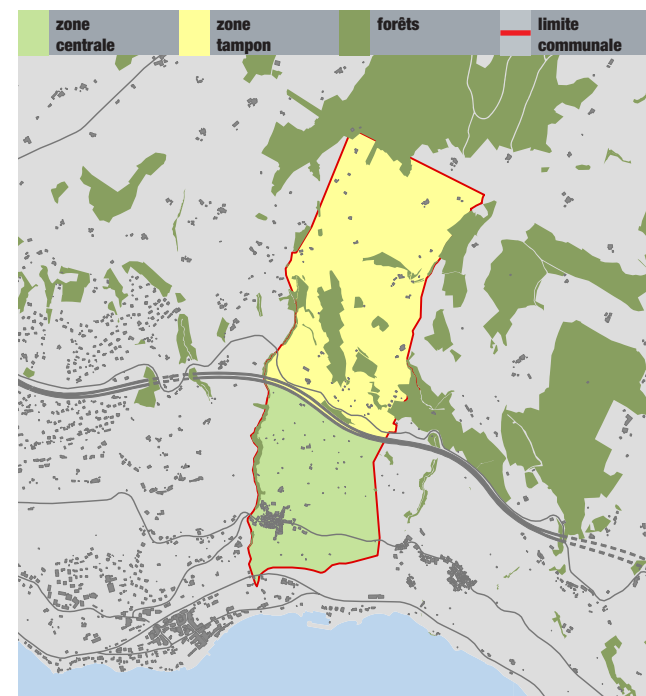 zone
centrale
zone
tampon
forêts
limite
communale